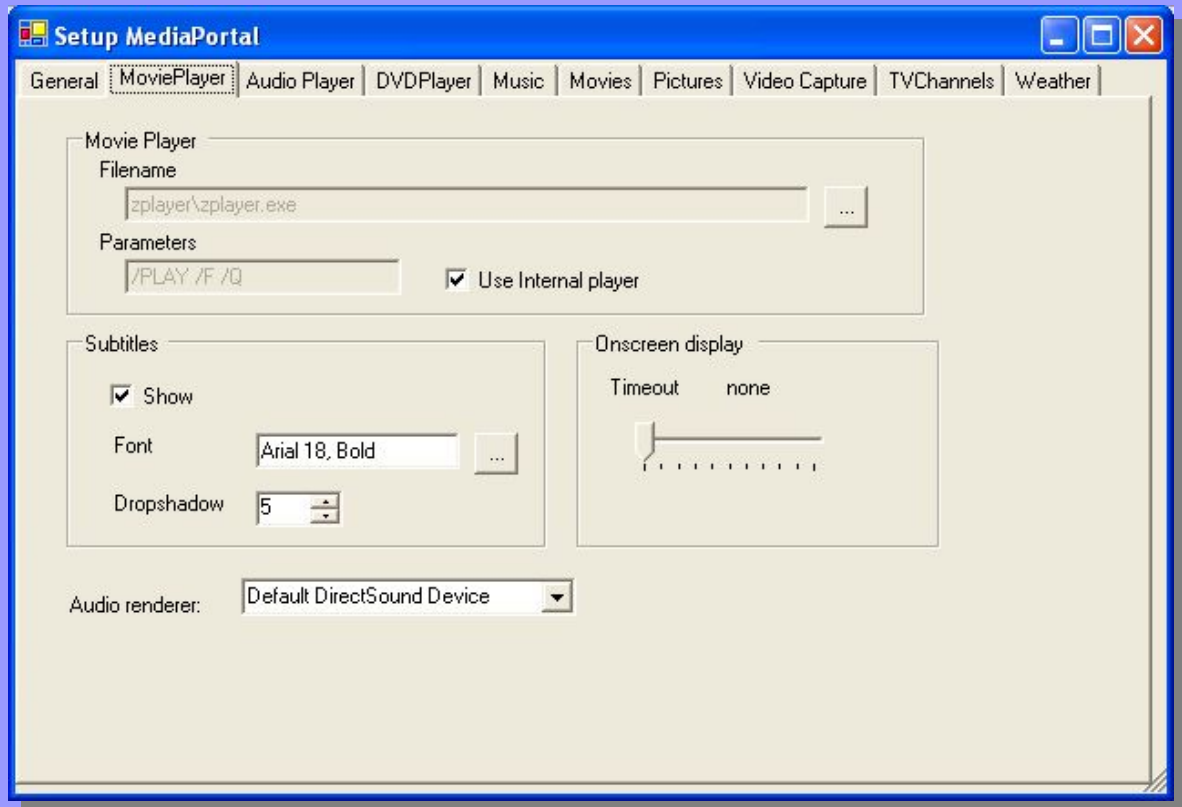 Setup MediaPortal
General MoviePlayer Audio Player DVDPlayer Music Movies Pictures Video Capture TVChannels Weather
Movie Player
Filename
zplayer\zplayer.exe ...
Parameters
/PLAY /F /Q Use Internal player
Subtitles
Show
Font Arial 18, Bold ...
Dropshadow 5
Onscreen display
Timeout none
Audio renderer: Default DirectSound Device